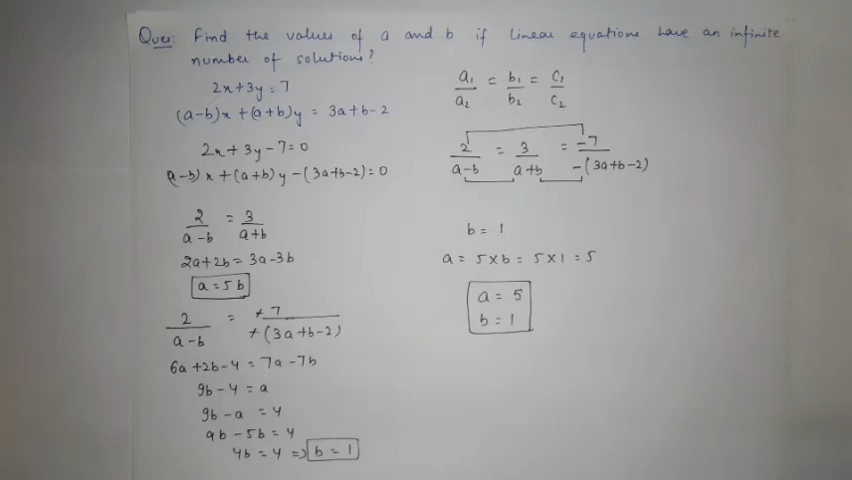 Ques: Find the values of a and b if linear equations have an infinite
number of solutions?
2x+3y=7
(a-b)x+(a+b)y = 3a+b-2
2x+3y-7=0
(a-b)x+(a+b)y-(3a+b-2)=0
2/(a-b) = 3/(a+b)
2a+2b=3a-3b
a=5b
2/(a-b) = -7/-(3a+b-2)
6a+2b-4=7a-7b
9b-4=a
9b-a=4
9b-5b=4
4b=4 => b=1
a₁/a₂ = b₁/b₂ = c₁/c₂
2/(a-b) = 3/(a+b) = -7/-(3a+b-2)
b=1
a = 5×b = 5×1 = 5
a=5
b=1